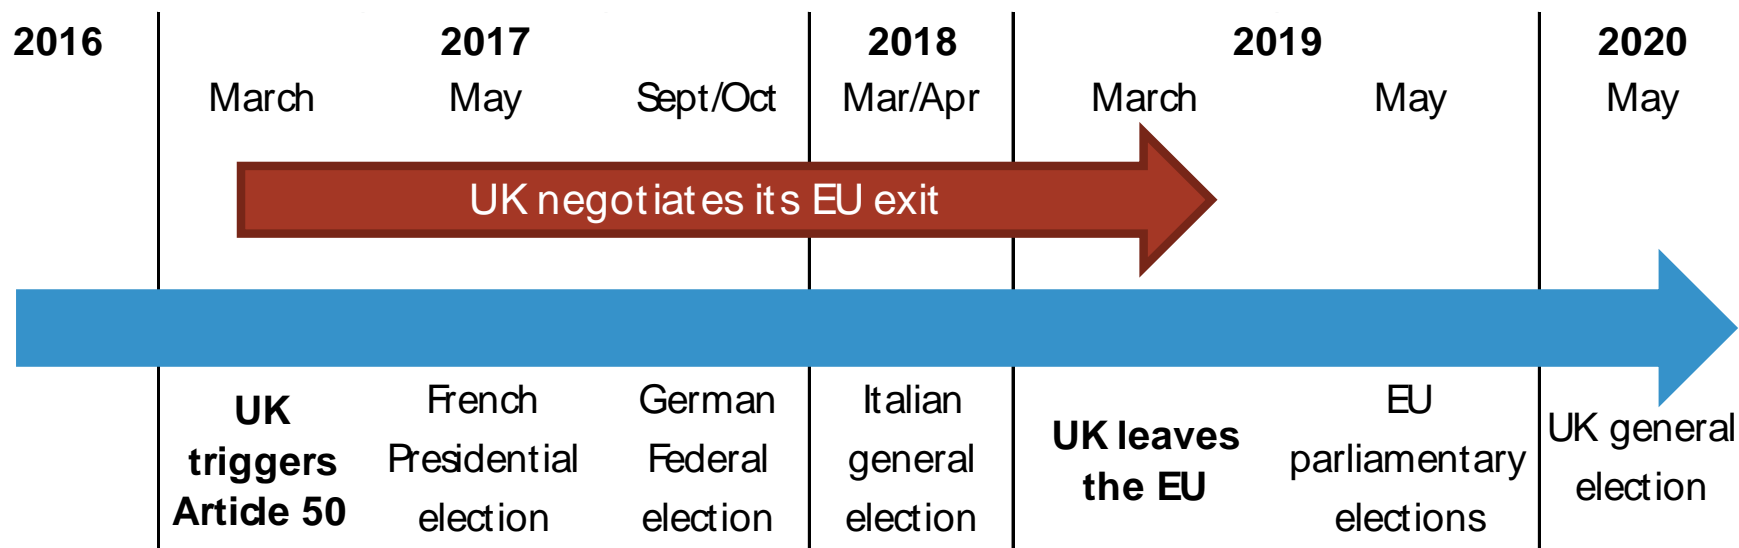 2016 2017 2018 2019 2020
March May Sept/Oct Mar/Apr March May May
UK negotiates its EU exit
UK
triggers
Article 50
French
Presidential
election
German
Federal
election
Italian
general
election
UK leaves
the EU
EU
parliamentary
elections
UK general
election